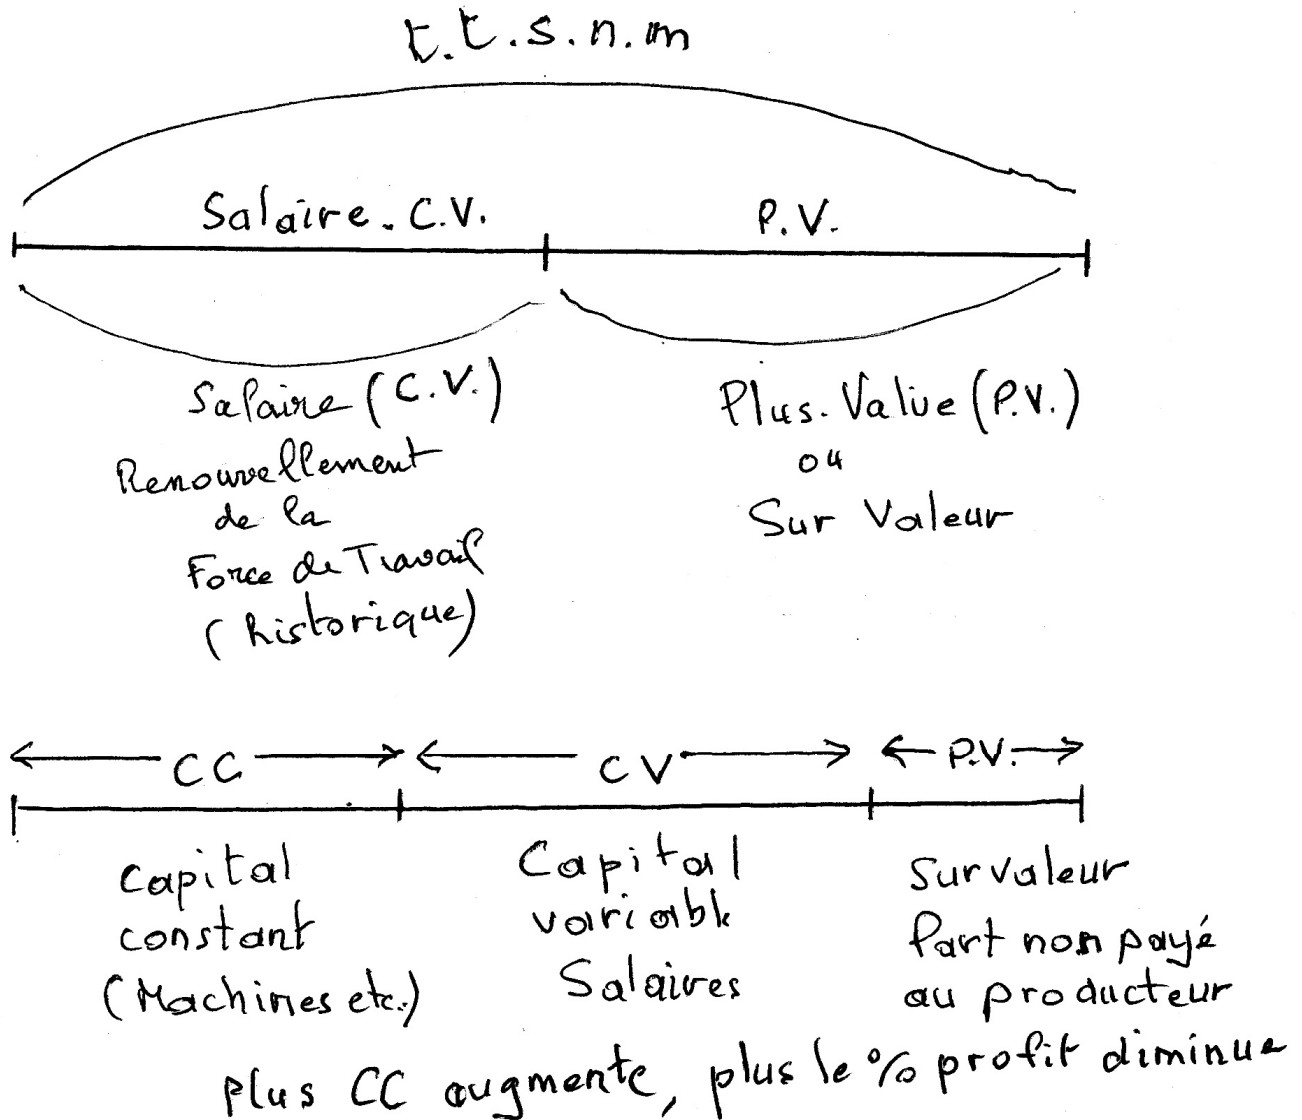 t.t.s.n.m
Salaire. C.V. P.V.
Salaire (C.V.) Plus. Value (P.V.)
Renouvellement ou
de la Sur Valeur
Force de Travail
(historique)
CC CV P.V.
Capital Capital Survaleur
constant variable Part non payé
(Machines etc.) Salaires au producteur
plus CC augmente, plus le % profit diminue